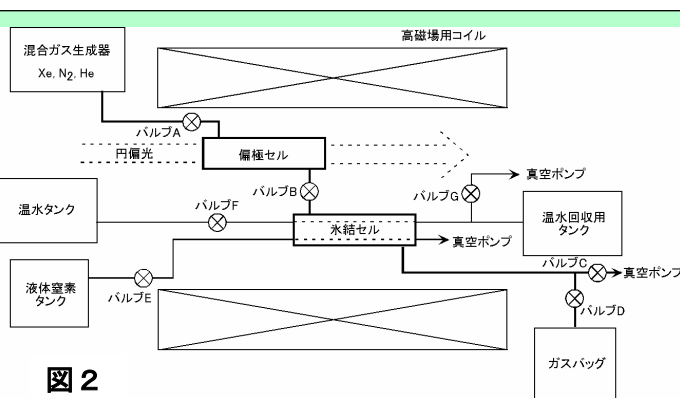 高磁場用コイル
混合ガス生成器
Xe, N2, He
バルブA
円偏光
偏極セル
真空ポンプ
バルブB
バルブG
温水タンク
バルブF
氷結セル
温水回収用
タンク
真空ポンプ
バルブC
真空ポンプ
液体窒素
タンク
バルブE
バルブD
ガスバッグ
図2